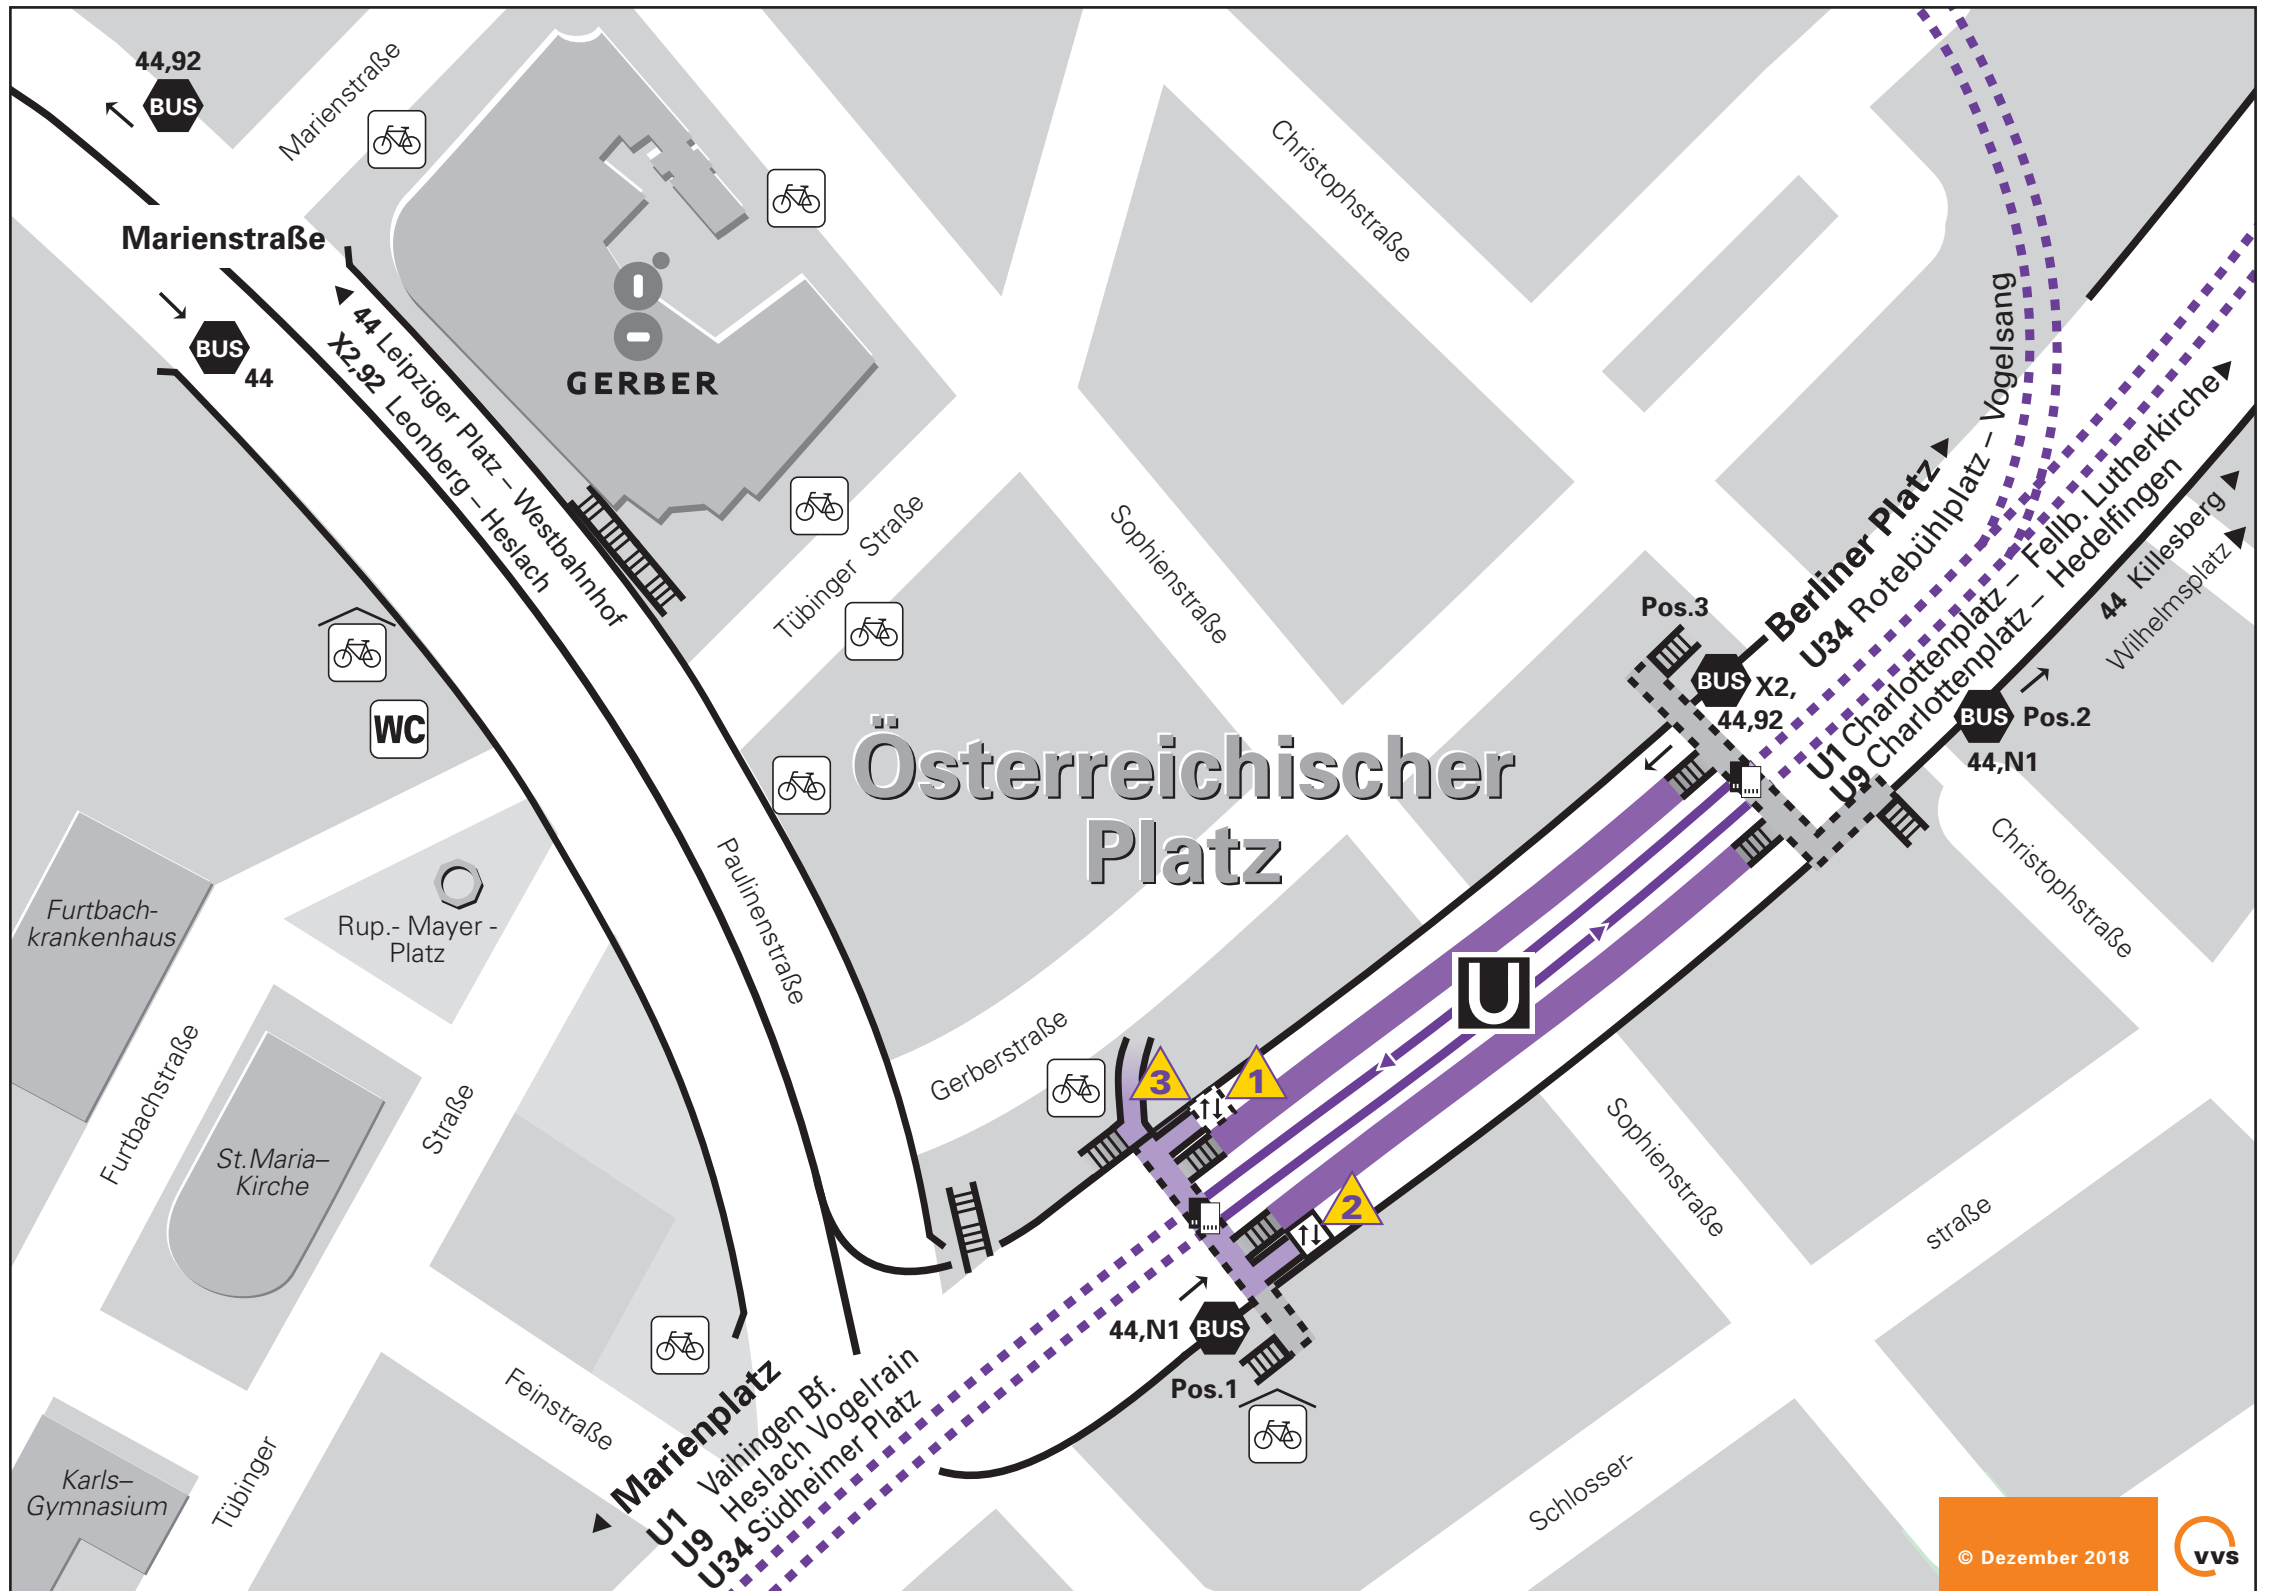 44,92
BUS
Marienstraße
Marienstraße
BUS
44
44 Leipziger Platz – Westbahnhof
X2,92 Leonberg – Heslach
GERBER
Christophstraße
Sophienstraße
Tübinger Straße
WC
Österreichischer
Platz
Pos.3
BUS
X2,
44,92
Berliner Platz
U34 Rotebühlplatz – Vogelsang
U1 Charlottenplatz – Fellb. Lutherkirche
U9 Charlottenplatz – Hedelfingen
44 Killesberg
Wilhelmsplatz
BUS
Pos.2
44,N1
Christophstraße
Paulinenstraße
Furtbach-
krankenhaus
Rup.- Mayer -
Platz
U
Gerberstraße
3
1
2
Furtbachstraße
Straße
St.Maria–
Kirche
Sophienstraße
straße
44,N1
BUS
Pos.1
Feinstraße
Marienplatz
U1 Vaihingen Bf.
U9 Heslach Vogelrain
U34 Südheimer Platz
Karls–
Gymnasium
Tübinger
Schlosser-
© Dezember 2018
vvs